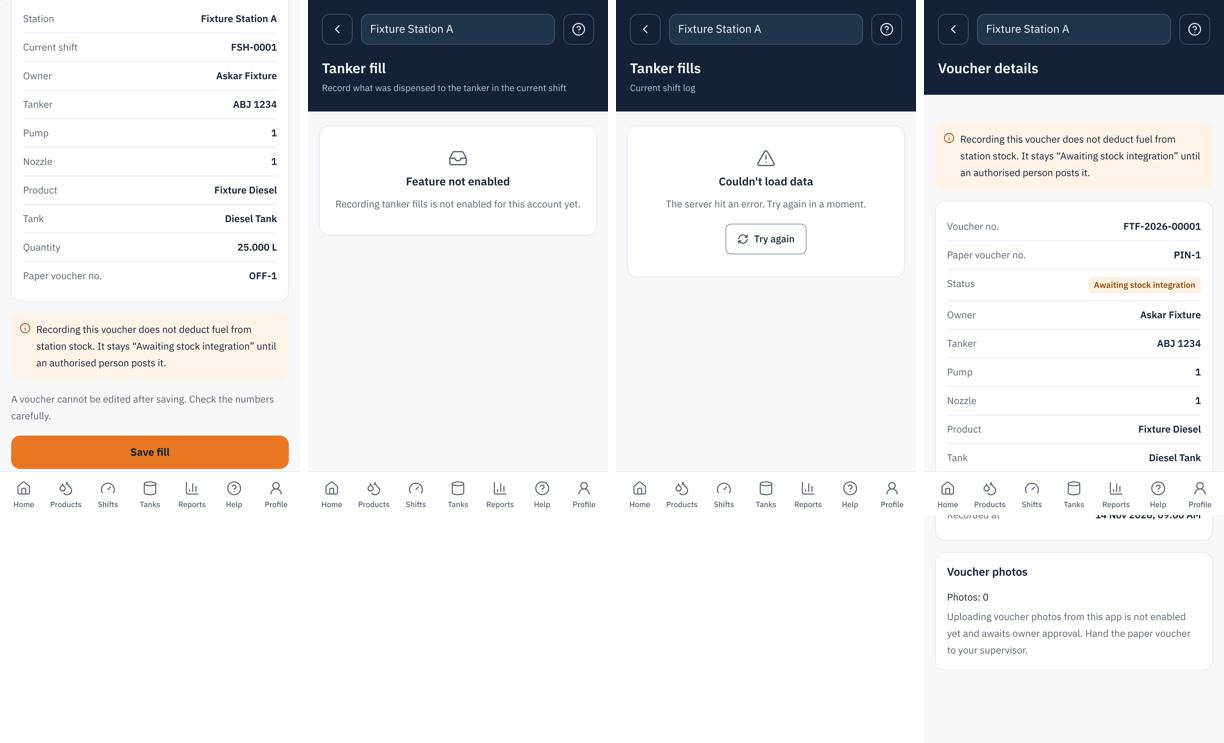 Station Fixture Station A
Current shift FSH-0001
Owner Askar Fixture
Tanker ABJ 1234
Pump 1
Nozzle 1
Product Fixture Diesel
Tank Diesel Tank
Quantity 25.000 L
Paper voucher no. OFF-1
Recording this voucher does not deduct fuel from
station stock. It stays “Awaiting stock integration” until
an authorised person posts it.
A voucher cannot be edited after saving. Check the numbers
carefully.
Save fill
Home Products Shifts Tanks Reports Help Profile
Fixture Station A
Tanker fill
Record what was dispensed to the tanker in the current shift
Feature not enabled
Recording tanker fills is not enabled for this account yet.
Home Products Shifts Tanks Reports Help Profile
Fixture Station A
Tanker fills
Current shift log
Couldn't load data
The server hit an error. Try again in a moment.
Try again
Home Products Shifts Tanks Reports Help Profile
Fixture Station A
Voucher details
Recording this voucher does not deduct fuel from
station stock. It stays “Awaiting stock integration” until
an authorised person posts it.
Voucher no. FTF-2026-00001
Paper voucher no. PIN-1
Status Awaiting stock integration
Owner Askar Fixture
Tanker ABJ 1234
Pump 1
Nozzle 1
Product Fixture Diesel
Tank Diesel Tank
Home Products Shifts Tanks Reports Help Profile
Recorded at 14 Nov 2026, 09:00 AM
Voucher photos
Photos: 0
Uploading voucher photos from this app is not enabled
yet and awaits owner approval. Hand the paper voucher
to your supervisor.